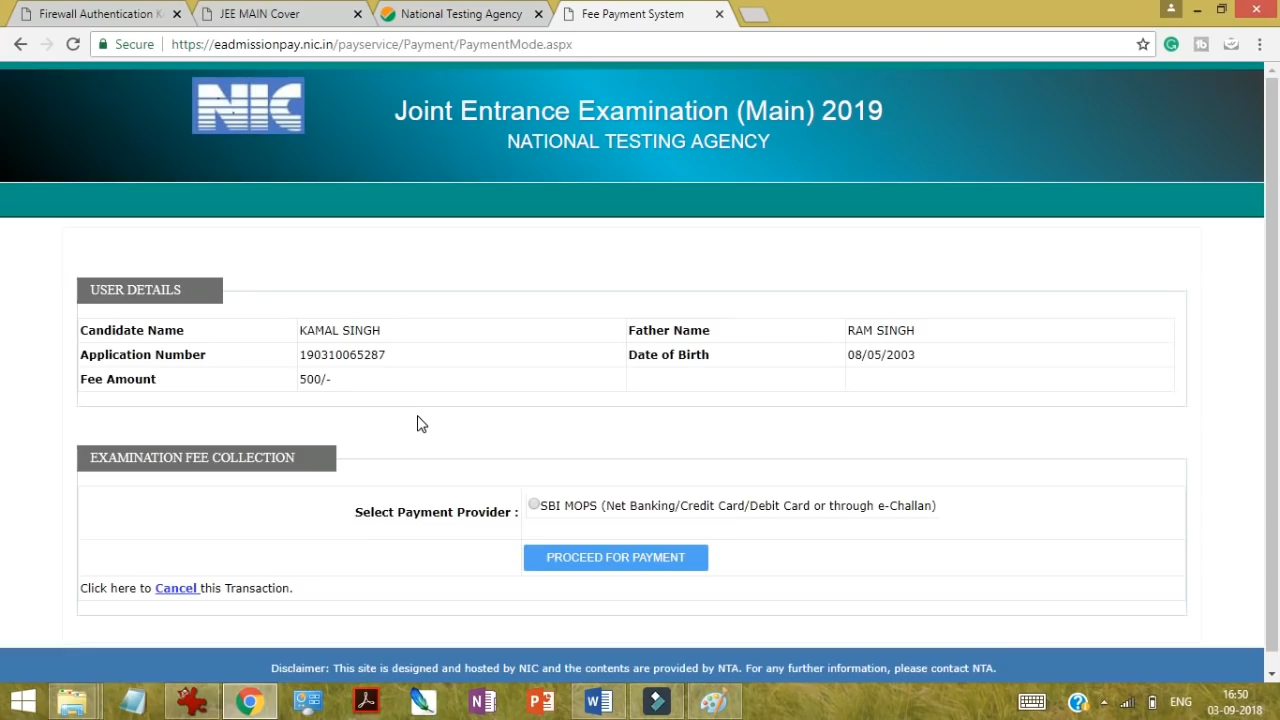 Firewall Authentication K
JEE MAIN Cover
National Testing Agency
Fee Payment System
Secure
https://eadmissionpay.nic.in/payservice/Payment/PaymentMode.aspx
NIC
Joint Entrance Examination (Main) 2019
NATIONAL TESTING AGENCY
USER DETAILS
Candidate Name KAMAL SINGH Father Name RAM SINGH
Application Number 190310065287 Date of Birth 08/05/2003
Fee Amount 500/-
EXAMINATION FEE COLLECTION
Select Payment Provider : SBI MOPS (Net Banking/Credit Card/Debit Card or through e-Challan)
PROCEED FOR PAYMENT
Click here to Cancel this Transaction.
Disclaimer: This site is designed and hosted by NIC and the contents are provided by NTA. For any further information, please contact NTA.
ENG
16:50
03-09-2018